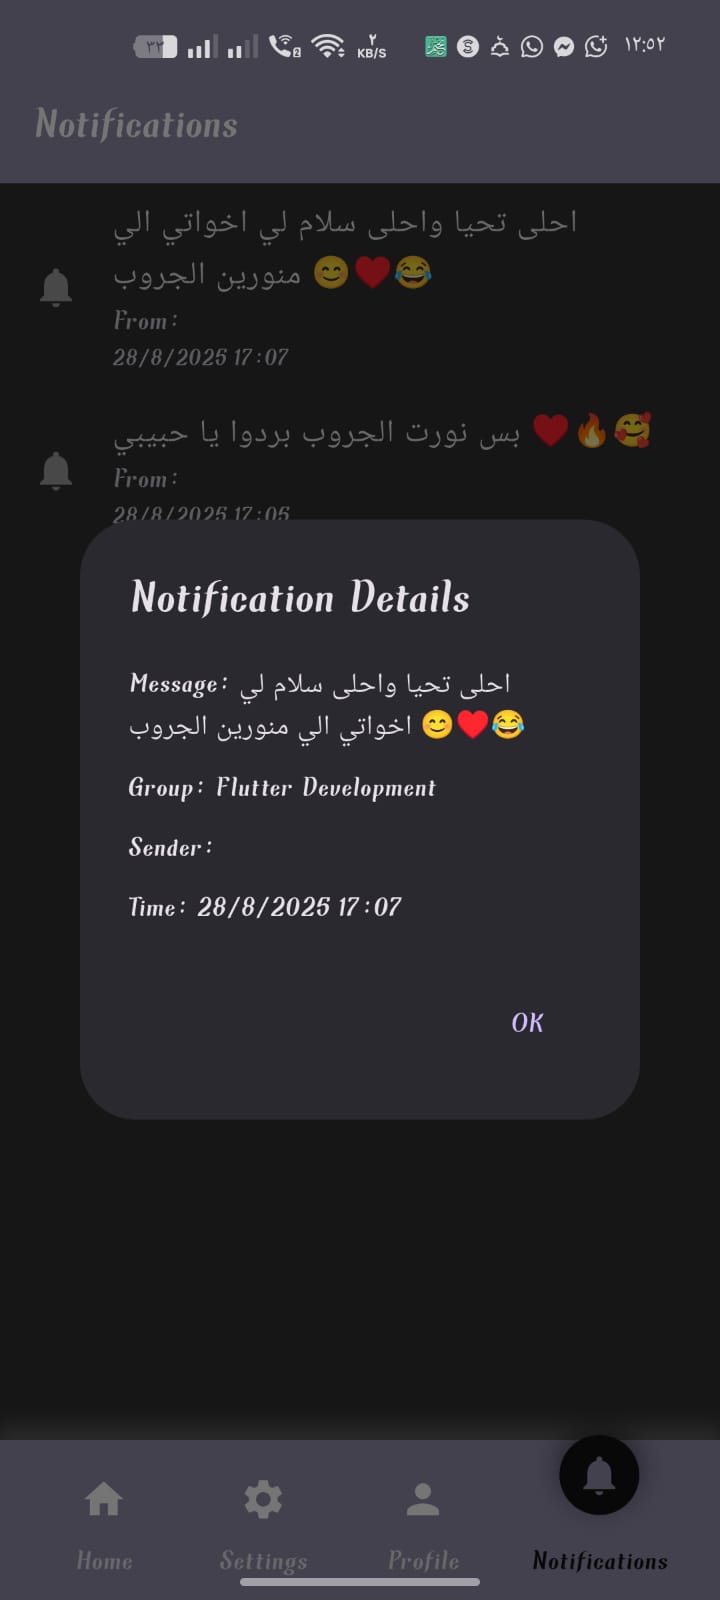 ٣٢
٢
KB/S
١٢:٥٢
Notifications
احلى تحيا واحلى سلام لي اخواتي الي
منورين الجروب 😊❤️😂
From:
28/8/2025 17:07
بس نورت الجروب بردوا يا حبيبي ❤️🔥🥰
From:
28/8/2025 17:05
Notification Details
Message: احلى تحيا واحلى سلام لي
اخواتي الي منورين الجروب 😊❤️😂
Group: Flutter Development
Sender:
Time: 28/8/2025 17:07
OK
Home
Settings
Profile
Notifications